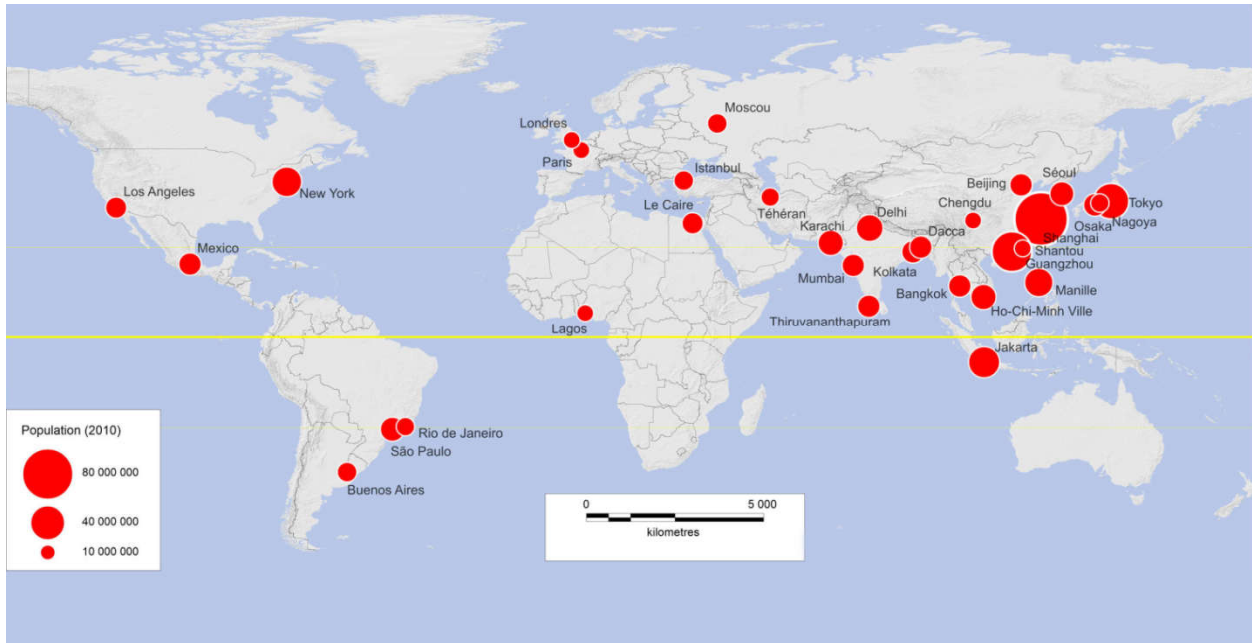 Moscou
Londres
Paris
Istanbul
Los Angeles
New York
Le Caire
Téhéran
Beijing
Séoul
Chengdu
Tokyo
Nagoya
Osaka
Karachi
Delhi
Dacca
Shanghai
Shantou
Guangzhou
Mexico
Mumbai
Kolkata
Bangkok
Manille
Ho-Chi-Minh Ville
Lagos
Thiruvananthapuram
Jakarta
Rio de Janeiro
São Paulo
Buenos Aires
Population (2010)
80 000 000
40 000 000
10 000 000
0 5 000
kilometres